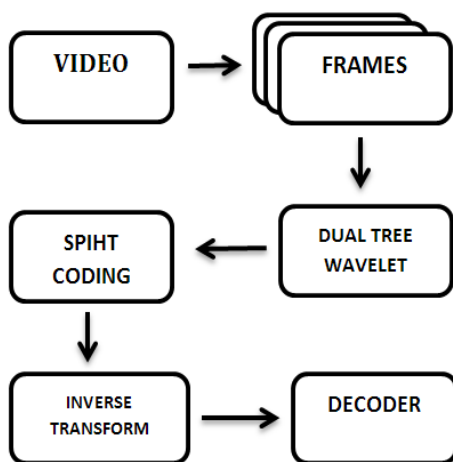 VIDEO
FRAMES
DUAL TREE
WAVELET
SPIHT
CODING
INVERSE
TRANSFORM
DECODER